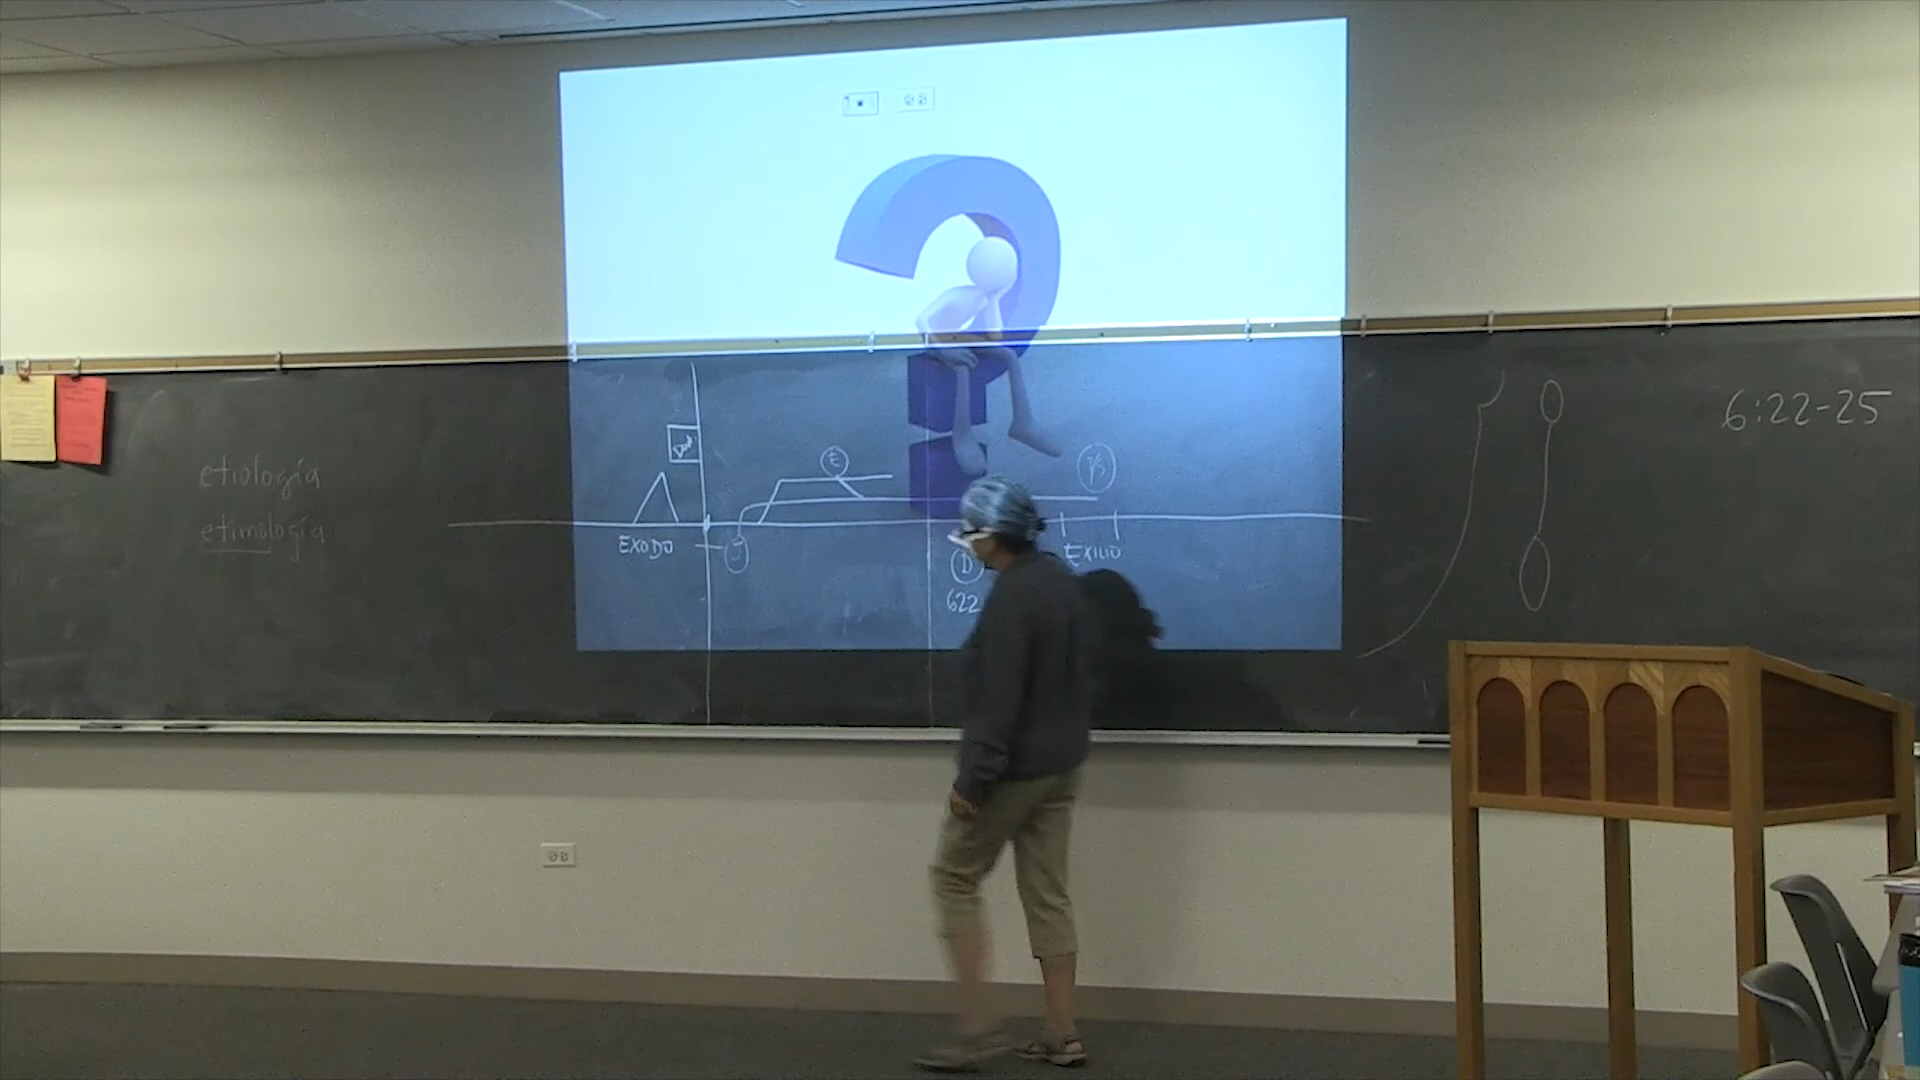 etiología
etimología
EXODO
J
E
D
622
EXILIO
P/S
6:22-25